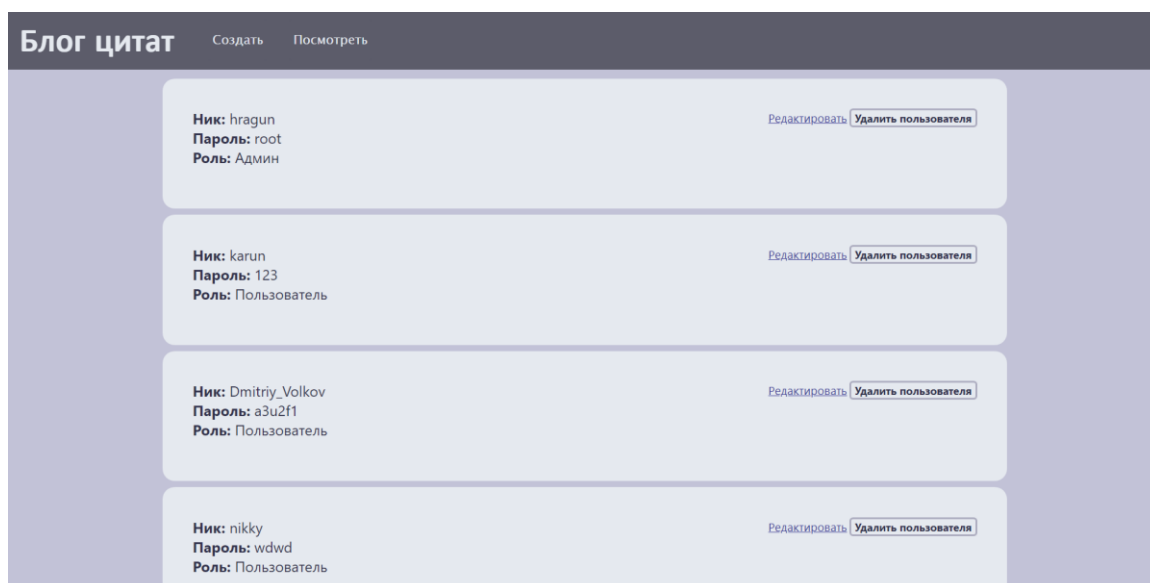 Блог цитат Создать Посмотреть
Ник: hragun Редактировать Удалить пользователя
Пароль: root
Роль: Админ
Ник: karun Редактировать Удалить пользователя
Пароль: 123
Роль: Пользователь
Ник: Dmitriy_Volkov Редактировать Удалить пользователя
Пароль: a3u2f1
Роль: Пользователь
Ник: nikky Редактировать Удалить пользователя
Пароль: wdwd
Роль: Пользователь